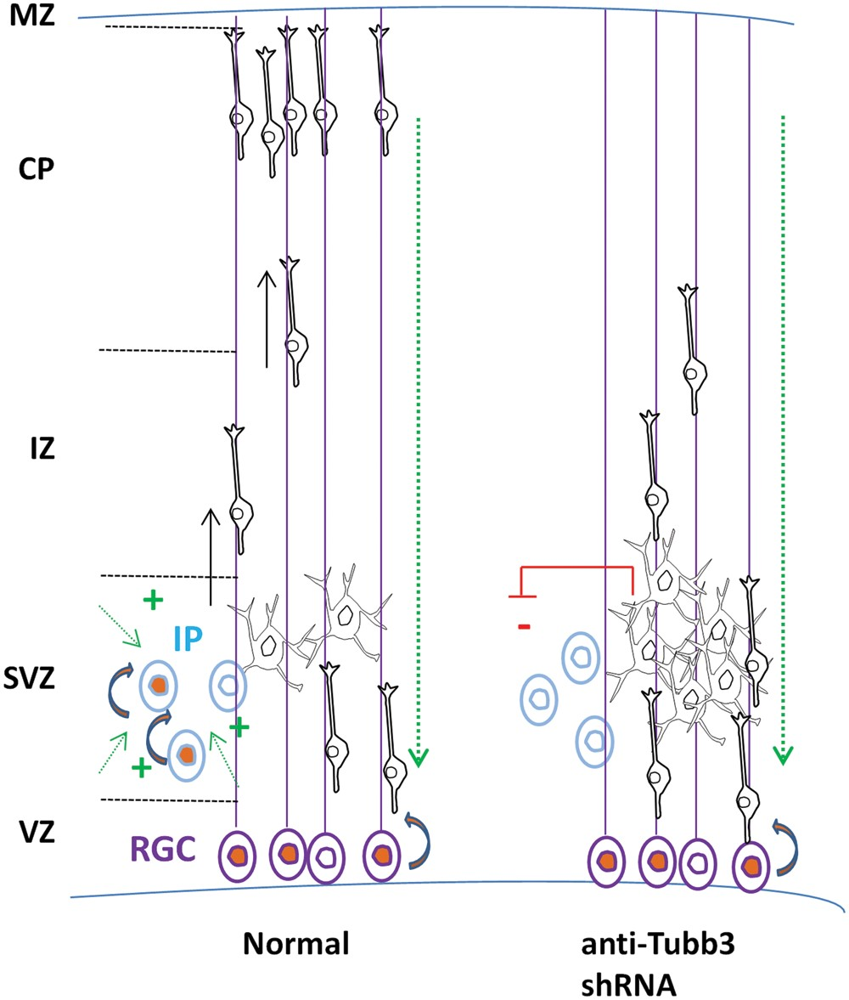 MZ
CP
IZ
+
IP
SVZ
+
+
VZ
RGC
-
Normal
anti-Tubb3
shRNA